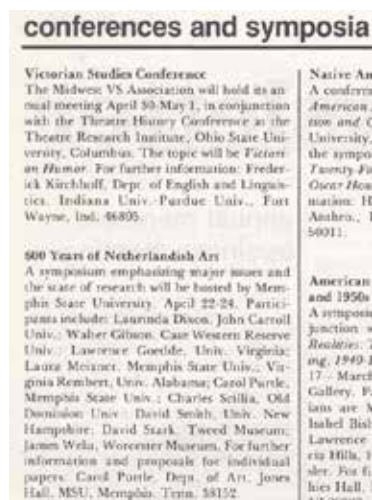 conferences and symposia
Victorian Studies Conference
The Midwest VS Association will hold its an-
nual meeting April 30-May 1, in conjunction
with the Theatre History Conference at the
Theatre Research Institute, Ohio State Uni-
versity, Columbus. The topic will be Victori-
an Humor. For further information: Freder-
ick Kirchhoff, Dept. of English and Linguis-
tics, Indiana Univ.-Purdue Univ., Fort
Wayne, Ind. 46805.
600 Years of Netherlandish Art
A symposium emphasizing major issues and
the state of research will be hosted by Mem-
phis State University, April 22-24. Partici-
pants include: Laurinda Dixon, John Carroll
Univ.; Walter Gibson, Case Western Reserve
Univ.; Lawrence Goedde, Univ. Virginia;
Laura Memphis State Univ.; Vir-
ginia Rembert, Univ. Alabama; Carol Purtle,
Memphis State Univ.; Charles Scillia, Old
Dominion Univ.; David Smith, Univ. New
Hampshire; David Stark, Tweed Museum;
James Welu, Worcester Museum. For further
information and proposals for individual
papers: Carol Purtle, Dept. of Art, Jones
Hall, MSU, Memphis, Tenn. 38152.
Native An
A conferen
American
tion and C
University,
the sympo
Twenty-Fi
Oscar How
mation: H
Anthro., I
50011.
American
and 1950s
A symposiu
junction w
Realities: T
ing, 1940-1
17 - March
Gallery. Pa
ians are M
Isabel Bish
Lawrence
cia Hills, H
sler. For fu
hies Hall,